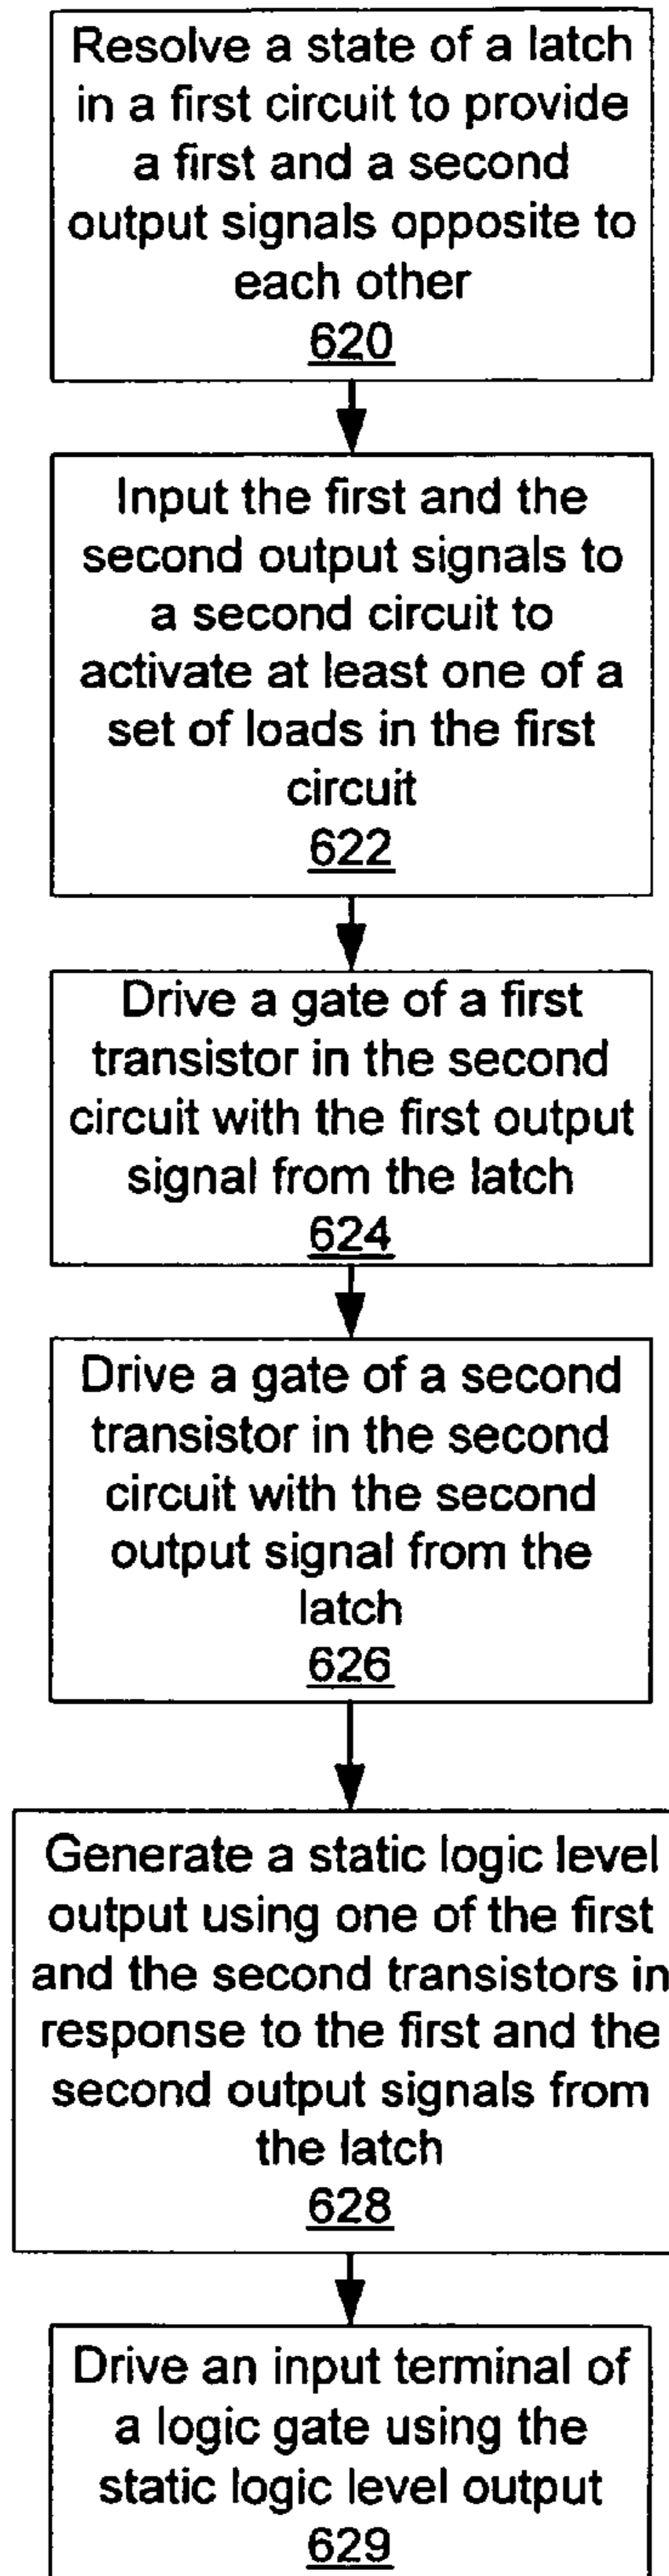 Resolve a state of a latch
in a first circuit to provide
a first and a second
output signals opposite to
each other
620
Input the first and the
second output signals to
a second circuit to
activate at least one of a
set of loads in the first
circuit
622
Drive a gate of a first
transistor in the second
circuit with the first output
signal from the latch
624
Drive a gate of a second
transistor in the second
circuit with the second
output signal from the
latch
626
Generate a static logic level
output using one of the first
and the second transistors in
response to the first and the
second output signals from
the latch
628
Drive an input terminal of
a logic gate using the
static logic level output
629